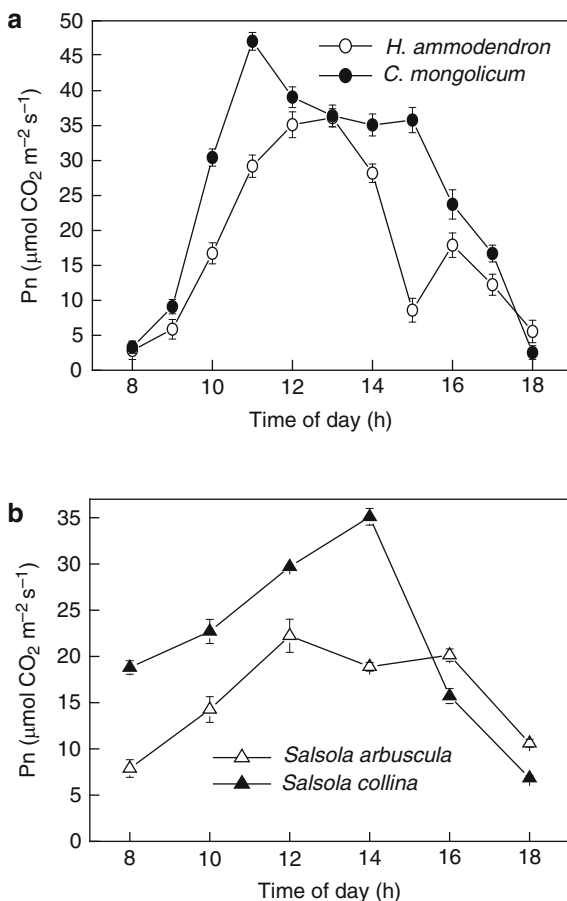 a
50
45
40
35
30
25
20
15
10
5
0
Pn (μmol CO₂ m⁻² s⁻¹)
H. ammodendron
C. mongolicum
8 10 12 14 16 18
Time of day (h)
b
35
30
25
20
15
10
5
0
Pn (μmol CO₂ m⁻² s⁻¹)
Salsola arbuscula
Salsola collina
8 10 12 14 16 18
Time of day (h)